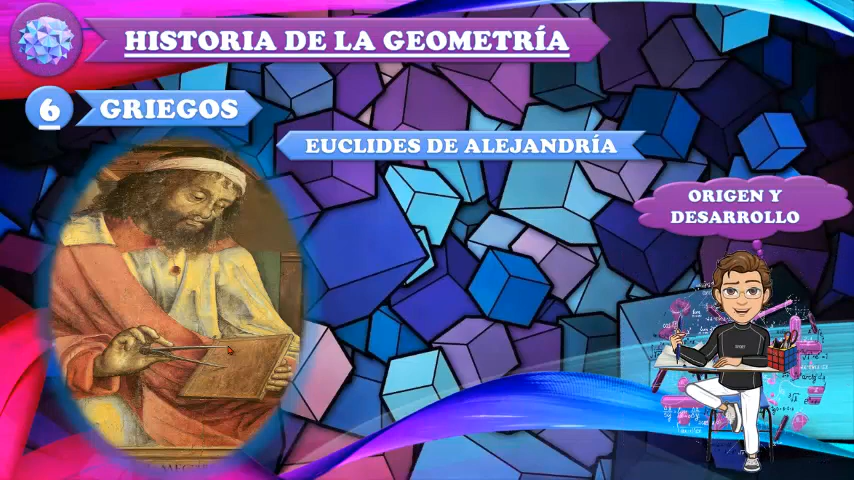 HISTORIA DE LA GEOMETRÍA
6
GRIEGOS
EUCLIDES DE ALEJANDRÍA
ORIGEN Y
DESARROLLO